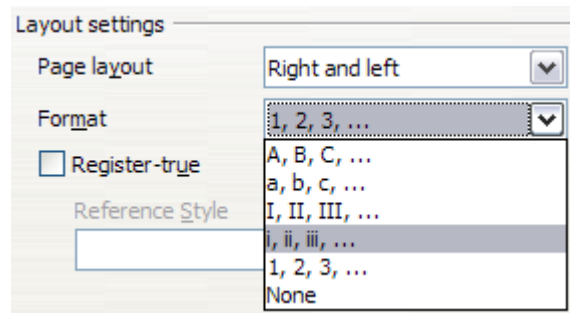 Layout settings
Page layout Right and left
Format 1, 2, 3, ...
A, B, C, ...
Register-true
a, b, c, ...
Reference Style I, II, III, ...
i, ii, iii, ...
1, 2, 3, ...
None